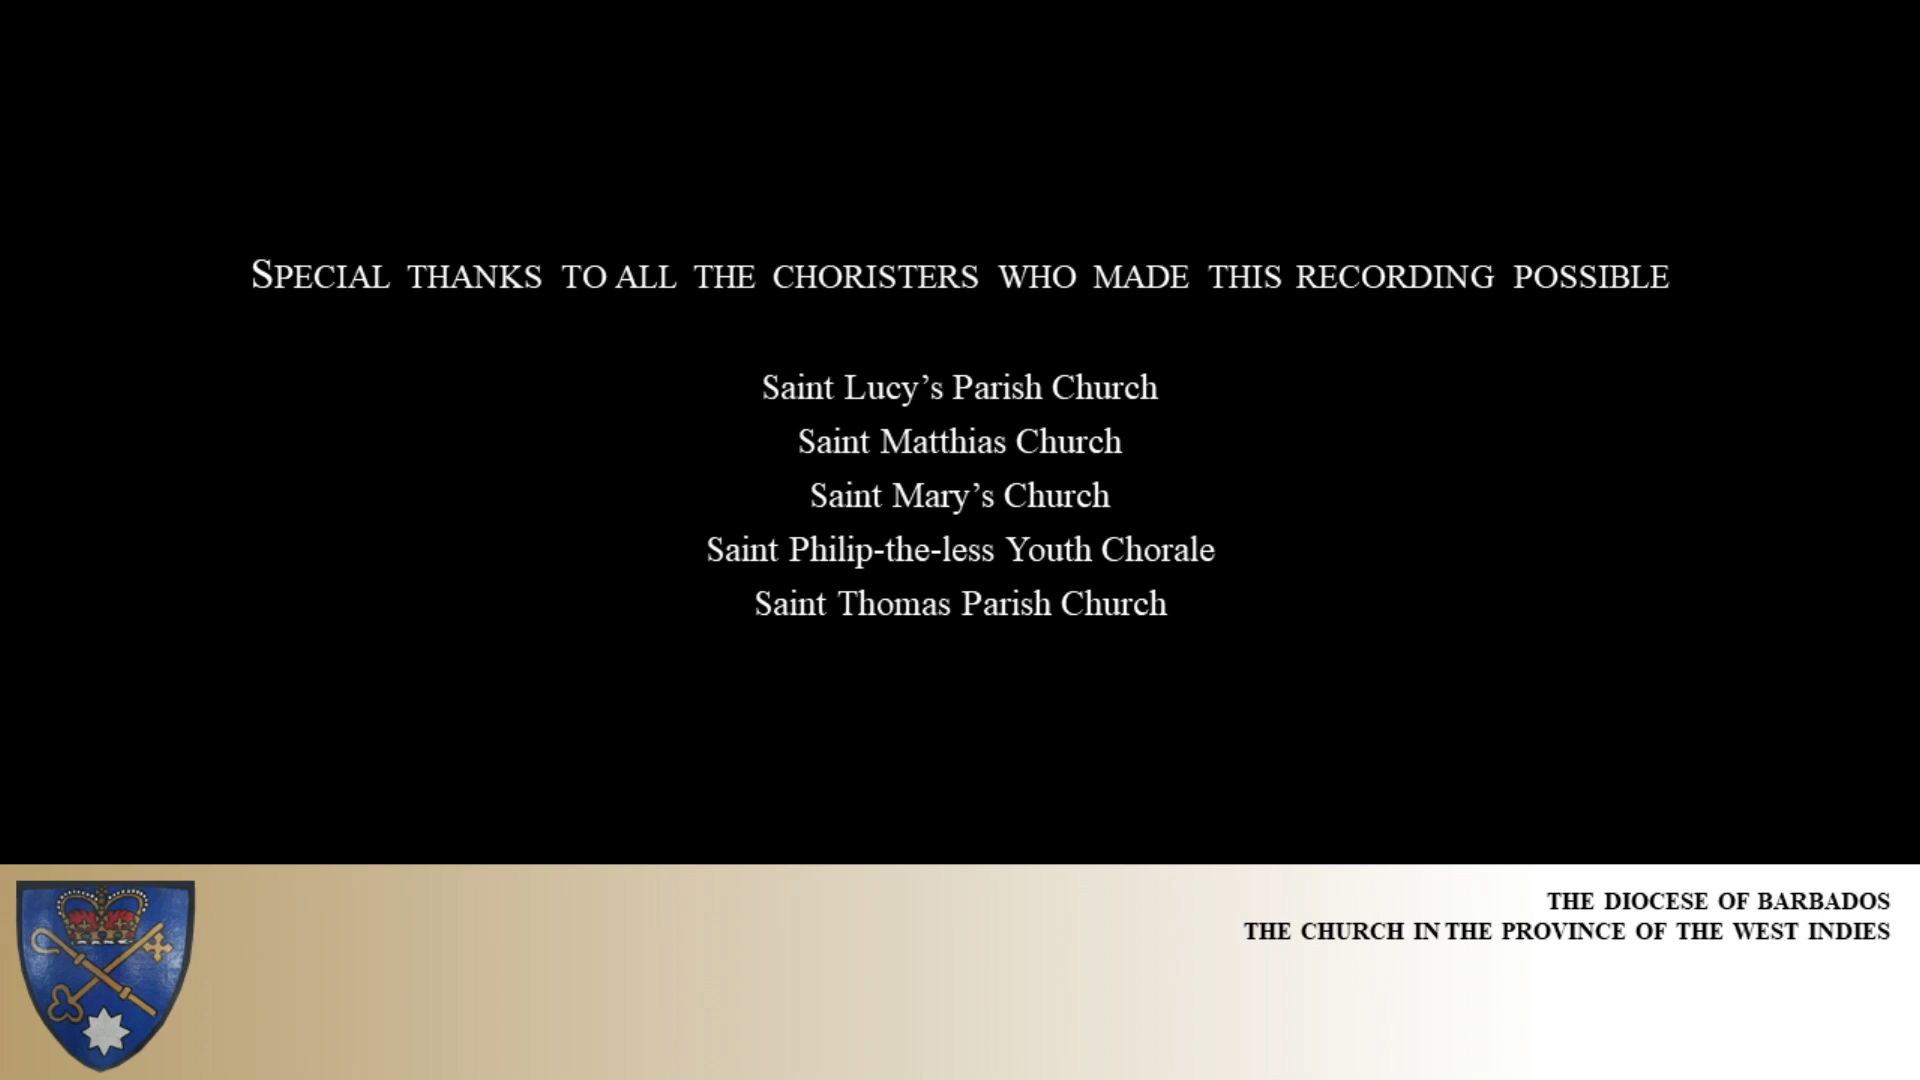 SPECIAL THANKS TO ALL THE CHORISTERS WHO MADE THIS RECORDING POSSIBLE
Saint Lucy’s Parish Church
Saint Matthias Church
Saint Mary’s Church
Saint Philip-the-less Youth Chorale
Saint Thomas Parish Church
THE DIOCESE OF BARBADOS
THE CHURCH IN THE PROVINCE OF THE WEST INDIES